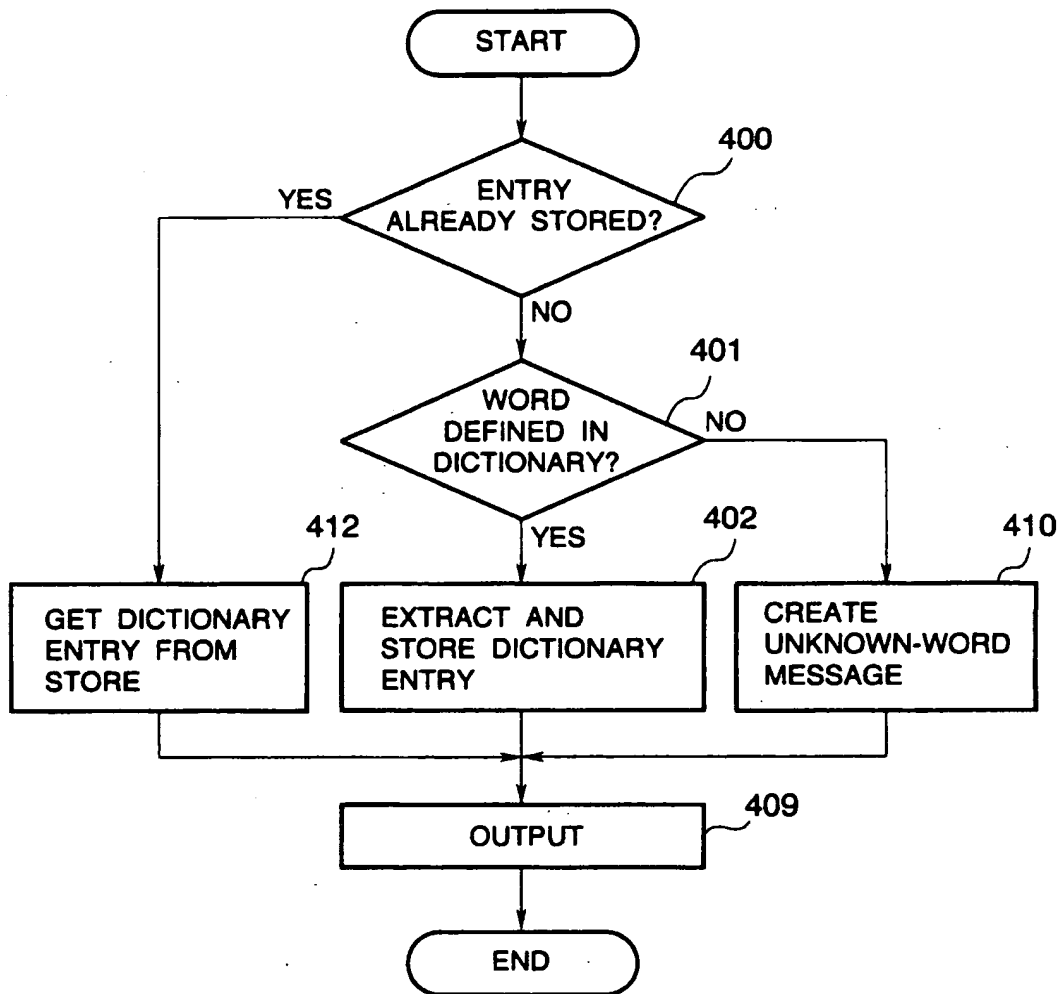 START
400
ENTRY
ALREADY STORED?
YES
NO
401
WORD
DEFINED IN
DICTIONARY?
NO
YES
412
GET DICTIONARY
ENTRY FROM
STORE
402
EXTRACT AND
STORE DICTIONARY
ENTRY
410
CREATE
UNKNOWN-WORD
MESSAGE
OUTPUT
409
END